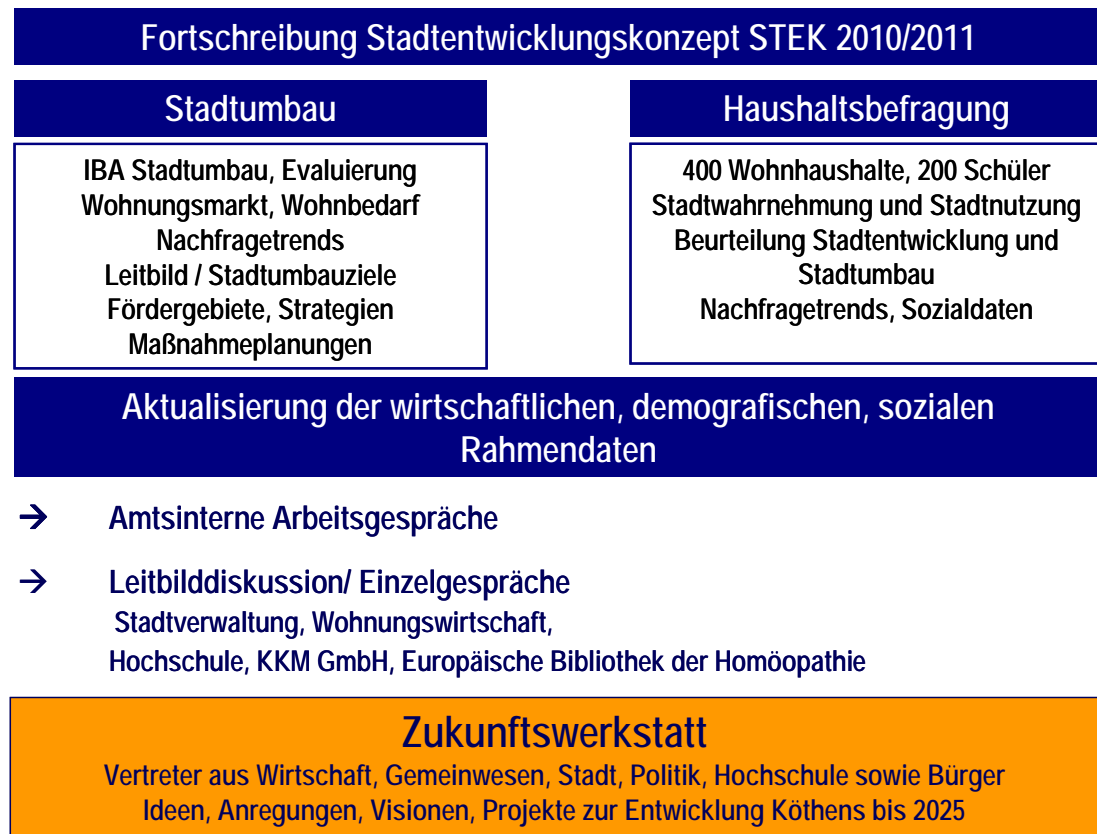 Fortschreibung Stadtentwicklungskonzept STEK 2010/2011
Stadtumbau
IBA Stadtumbau, Evaluierung
Wohnungsmarkt, Wohnbedarf
Nachfragetrends
Leitbild / Stadtumbauziele
Fördergebiete, Strategien
Maßnahmeplanungen
Haushaltsbefragung
400 Wohnhaushalte, 200 Schüler
Stadtwahrnehmung und Stadtnutzung
Beurteilung Stadtentwicklung und
Stadtumbau
Nachfragetrends, Sozialdaten
Aktualisierung der wirtschaftlichen, demografischen, sozialen
Rahmendaten
→ Amtsinterne Arbeitsgespräche
→ Leitbilddiskussion/ Einzelgespräche
Stadtverwaltung, Wohnungswirtschaft,
Hochschule, KKM GmbH, Europäische Bibliothek der Homöopathie
Zukunftswerkstatt
Vertreter aus Wirtschaft, Gemeinwesen, Stadt, Politik, Hochschule sowie Bürger
Ideen, Anregungen, Visionen, Projekte zur Entwicklung Köthens bis 2025